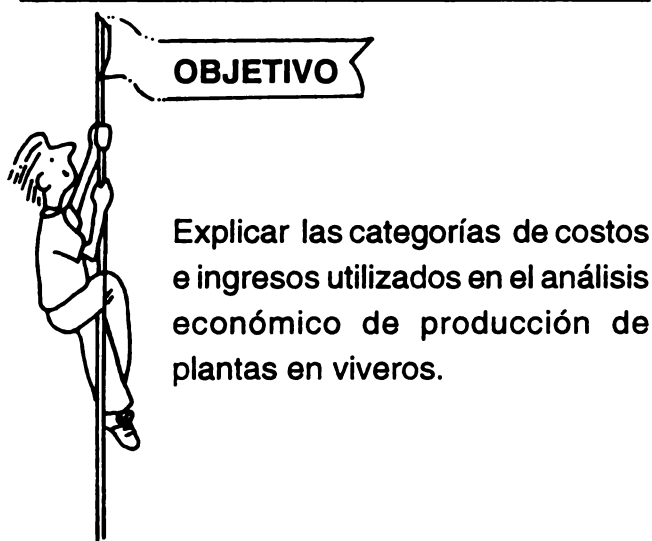 OBJETIVO
Explicar las categorías de costos
e ingresos utilizados en el análisis
económico de producción de
plantas en viveros.